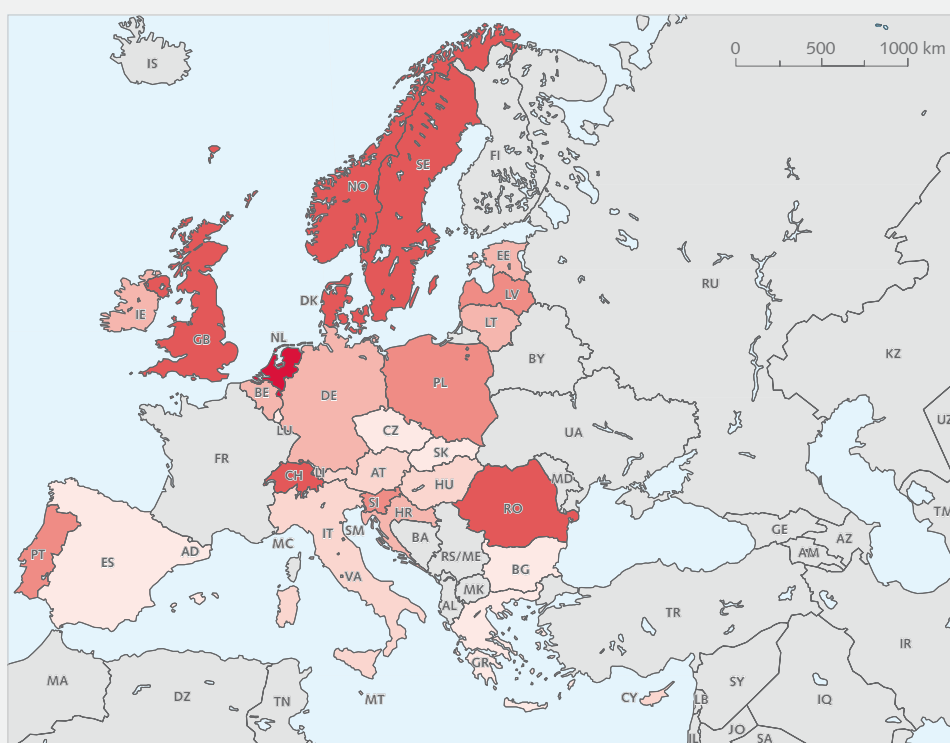 0 500 1000 km
IS
FI
SE
NO
EE
RU
LV
DK
IE
LT
GB
NL
BY
KZ
PL
BE
DE
UZ
LU
CZ
UA
FR
SK
AT
CH
LI
MD
HU
SI
RO
TM
HR
IT
SM
GE
BA
AZ
MC
PT
AD
RS/ME
AM
ES
BG
VA
MK
AL
TR
IR
GR
MA
SY
DZ
MT
CY
TN
LB
IQ
JO
IL
SA